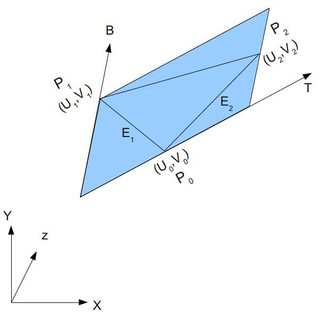 B
P₂
(U₂,V₂)
P₁
(U₁,V₁)
T
E₂
E₁
(U₀,V₀)
P₀
Y
z
X